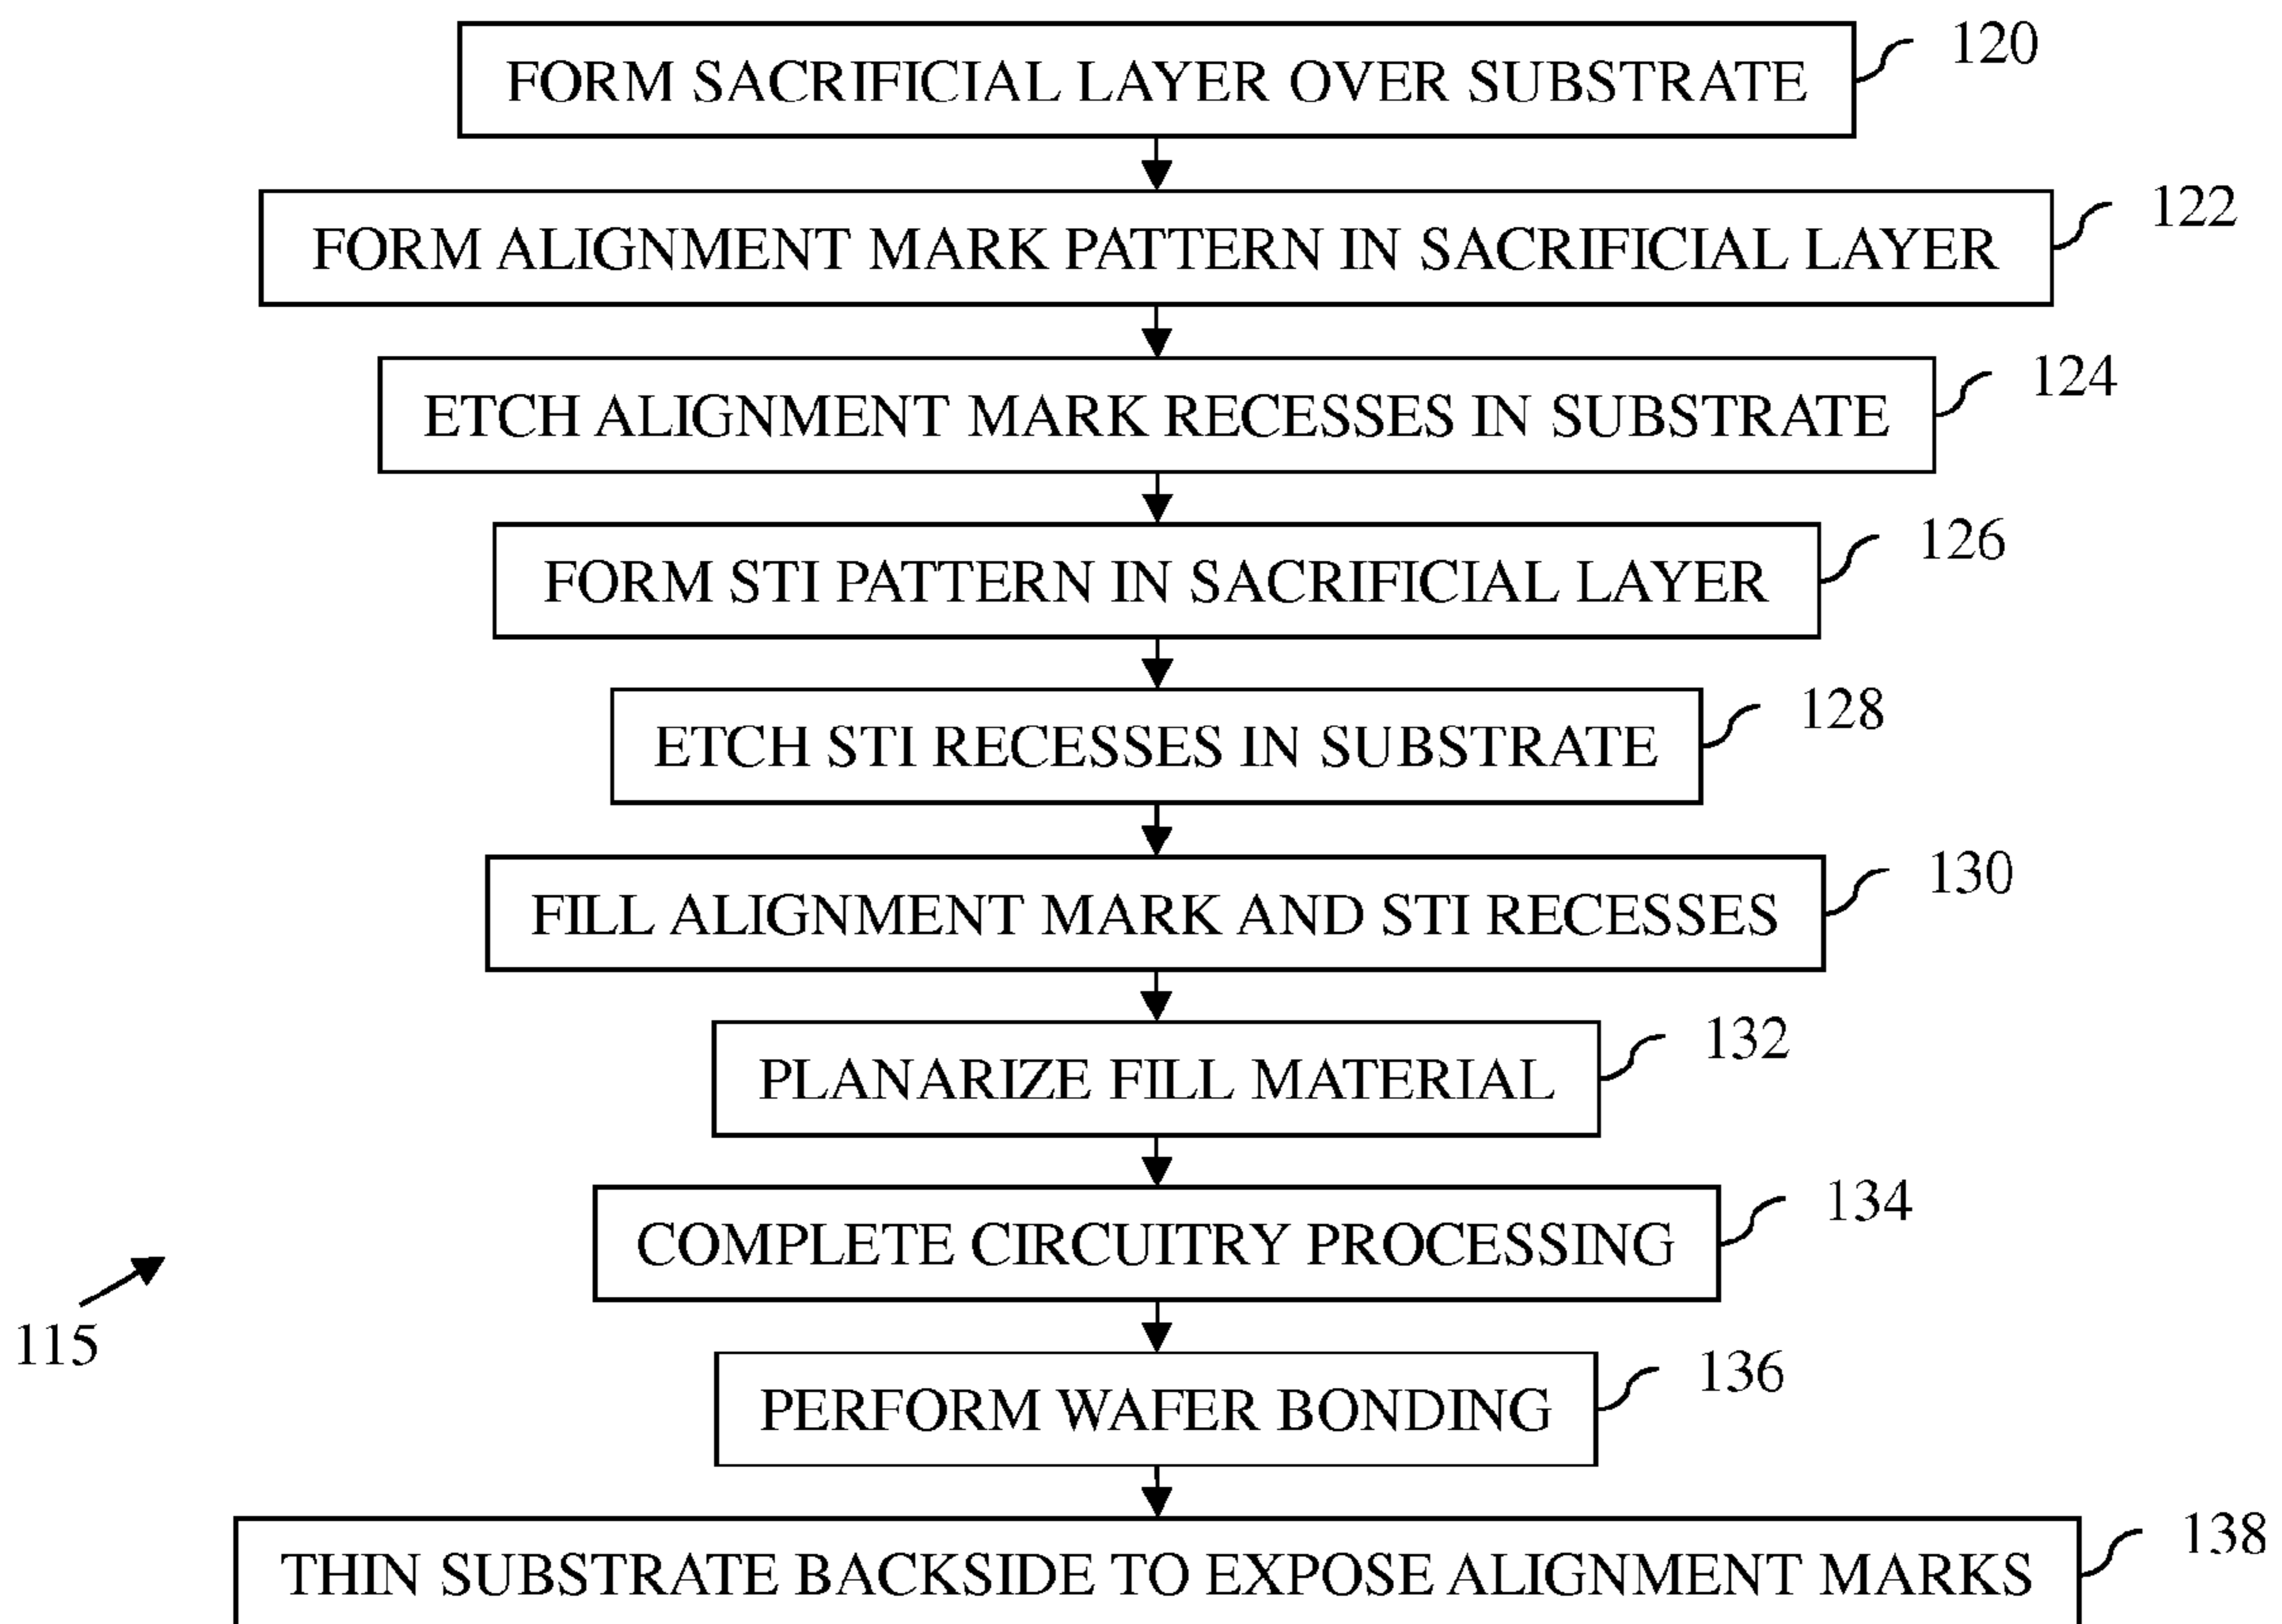 FORM SACRIFICIAL LAYER OVER SUBSTRATE 120
FORM ALIGNMENT MARK PATTERN IN SACRIFICIAL LAYER 122
ETCH ALIGNMENT MARK RECESSES IN SUBSTRATE 124
FORM STI PATTERN IN SACRIFICIAL LAYER 126
ETCH STI RECESSES IN SUBSTRATE 128
FILL ALIGNMENT MARK AND STI RECESSES 130
PLANARIZE FILL MATERIAL 132
COMPLETE CIRCUITRY PROCESSING 134
115
PERFORM WAFER BONDING 136
THIN SUBSTRATE BACKSIDE TO EXPOSE ALIGNMENT MARKS 138